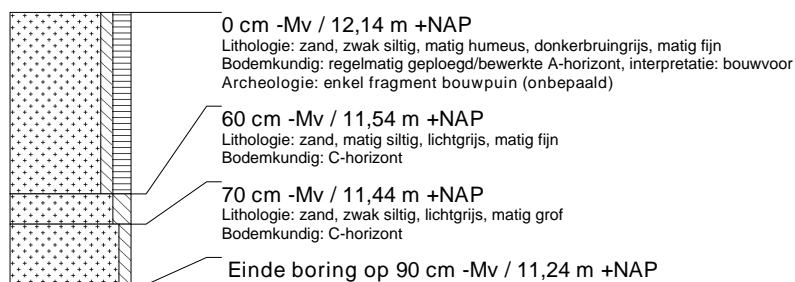 0 cm -Mv / 12,14 m +NAP
Lithologie: zand, zwak siltig, matig humeus, donkerbruingrijs, matig fijn
Bodemkundig: regelmatig geploegd/bewerkte A-horizont, interpretatie: bouwvoor
Archeologie: enkel fragment bouwpuin (onbepaald)
60 cm -Mv / 11,54 m +NAP
Lithologie: zand, matig siltig, lichtgrijs, matig fijn
Bodemkundig: C-horizont
70 cm -Mv / 11,44 m +NAP
Lithologie: zand, zwak siltig, lichtgrijs, matig grof
Bodemkundig: C-horizont
Einde boring op 90 cm -Mv / 11,24 m +NAP